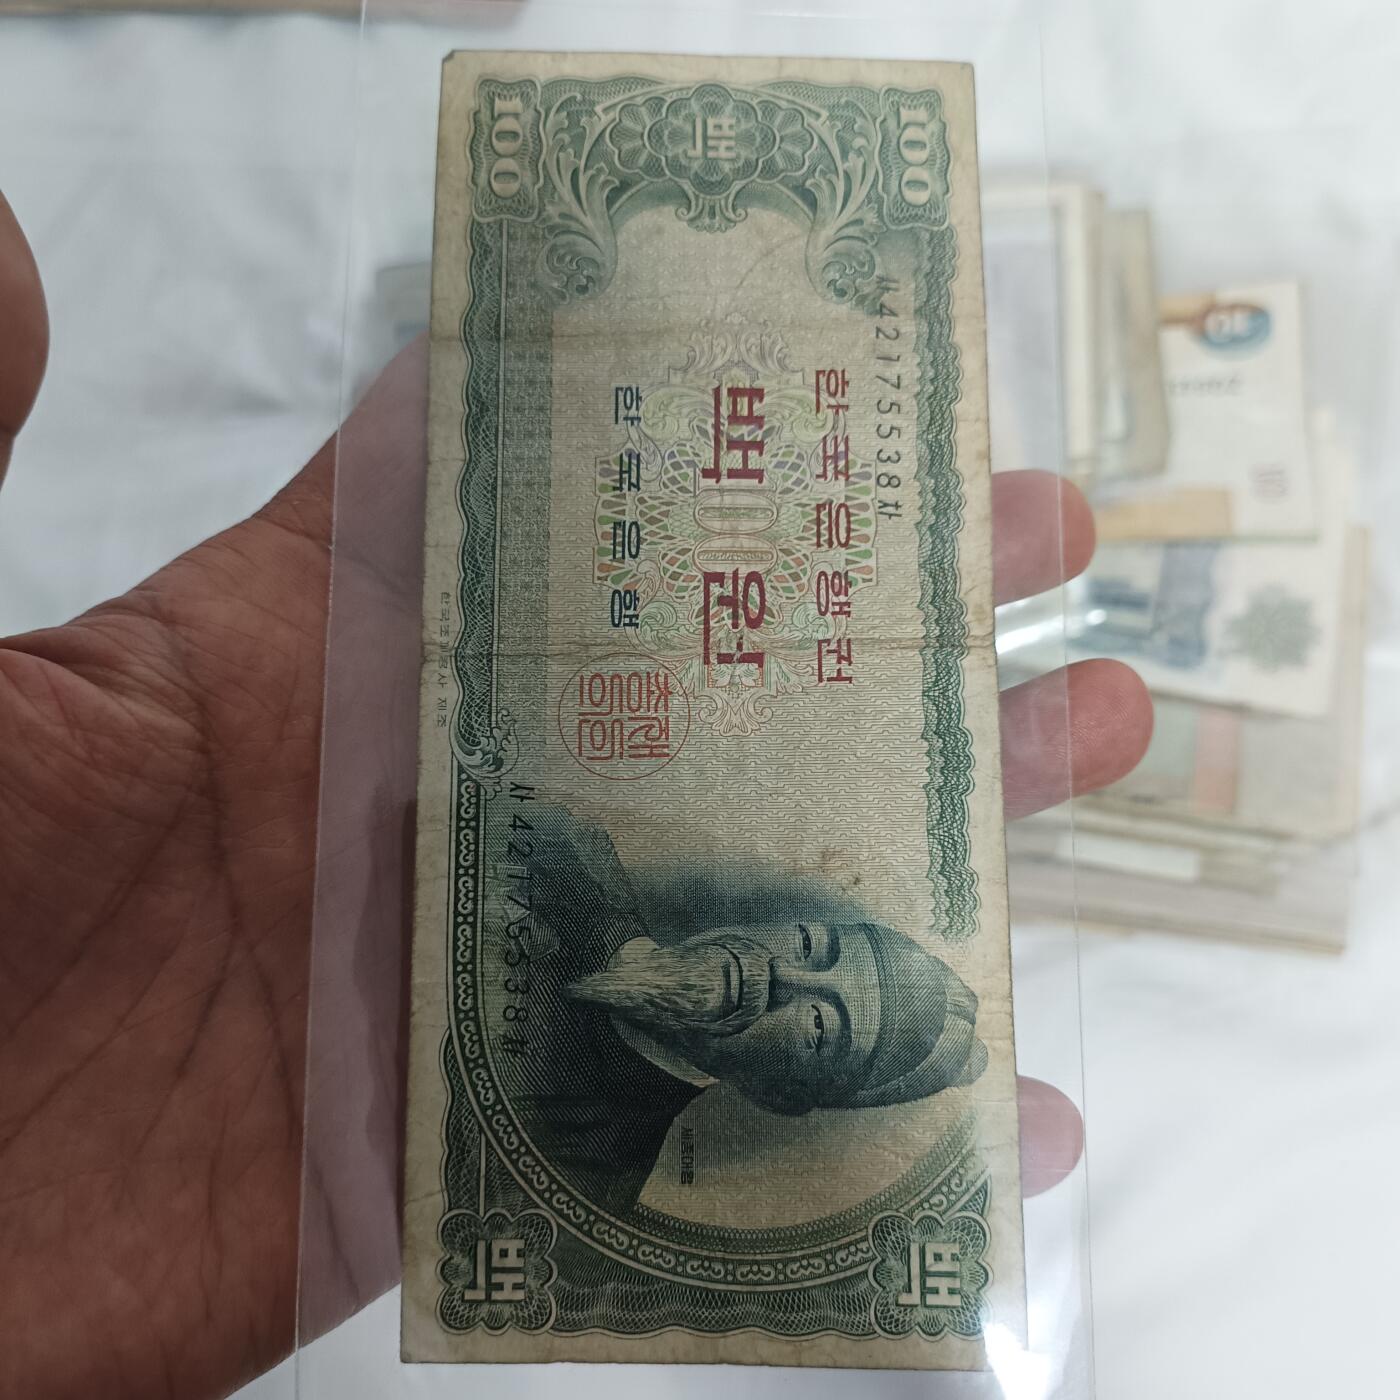 100
백
100
한국은행권
사42175538사
백원
한국은행
총재의인
사42175538사
세종대왕
한국조폐공사 제조
백
백